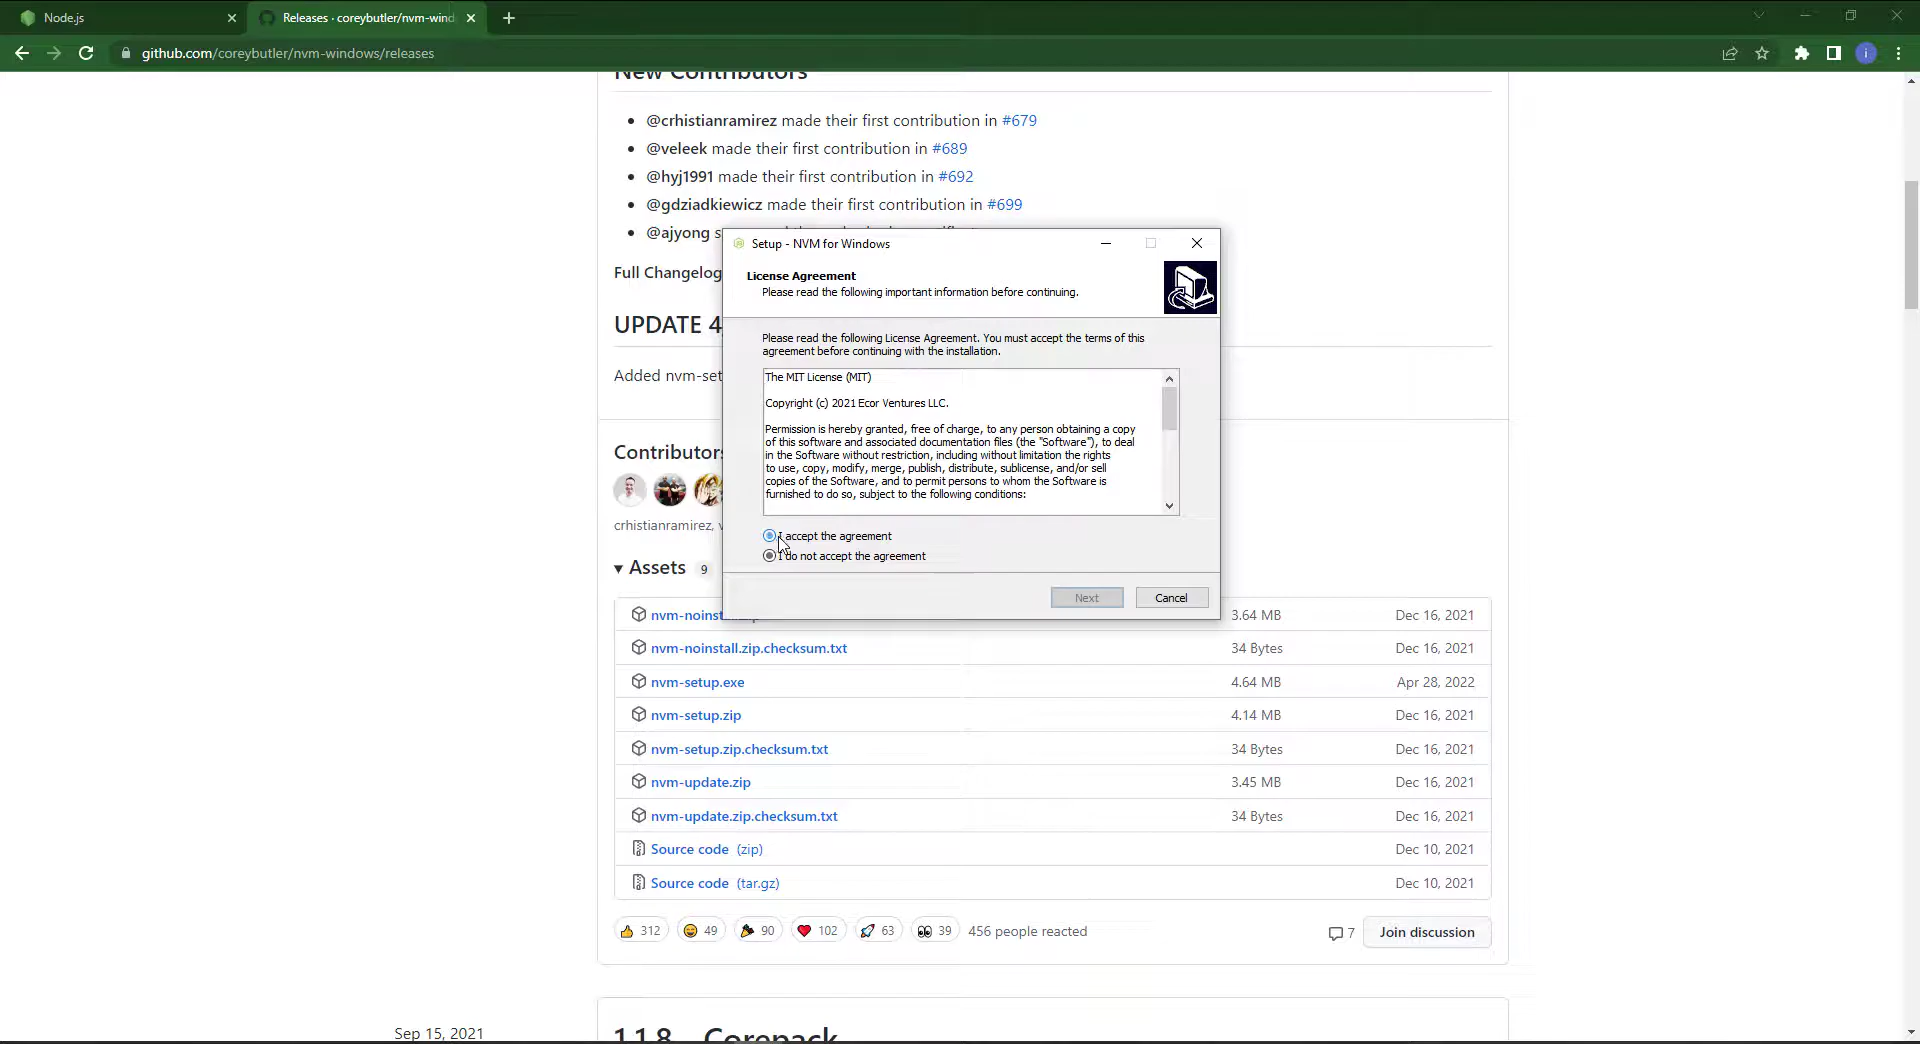 Node.js
Releases · coreybutler/nvm-wind
github.com/coreybutler/nvm-windows/releases
i
New Contributors
@crhistianramirez made their first contribution in #679
@veleek made their first contribution in #689
@hyj1991 made their first contribution in #692
@gdziadkiewicz made their first contribution in #699
@ajyong
Full Changelog
UPDATE 4
Added nvm-set
Contributors
crhistianramirez,
Setup - NVM for Windows
License Agreement
Please read the following important information before continuing.
Please read the following License Agreement. You must accept the terms of this
agreement before continuing with the installation.
The MIT License (MIT)
Copyright (c) 2021 Ecor Ventures LLC.
Permission is hereby granted, free of charge, to any person obtaining a copy
of this software and associated documentation files (the "Software"), to deal
in the Software without restriction, including without limitation the rights
to use, copy, modify, merge, publish, distribute, sublicense, and/or sell
copies of the Software, and to permit persons to whom the Software is
furnished to do so, subject to the following conditions:
I accept the agreement
I do not accept the agreement
Next
Cancel
Assets 9
nvm-noinst 3.64 MB Dec 16, 2021
nvm-noinstall.zip.checksum.txt 34 Bytes Dec 16, 2021
nvm-setup.exe 4.64 MB Apr 28, 2022
nvm-setup.zip 4.14 MB Dec 16, 2021
nvm-setup.zip.checksum.txt 34 Bytes Dec 16, 2021
nvm-update.zip 3.45 MB Dec 16, 2021
nvm-update.zip.checksum.txt 34 Bytes Dec 16, 2021
Source code (zip) Dec 10, 2021
Source code (tar.gz) Dec 10, 2021
312 49 90 102 63 39 456 people reacted 7 Join discussion
Sep 15, 2021
1.1.8 Corepack